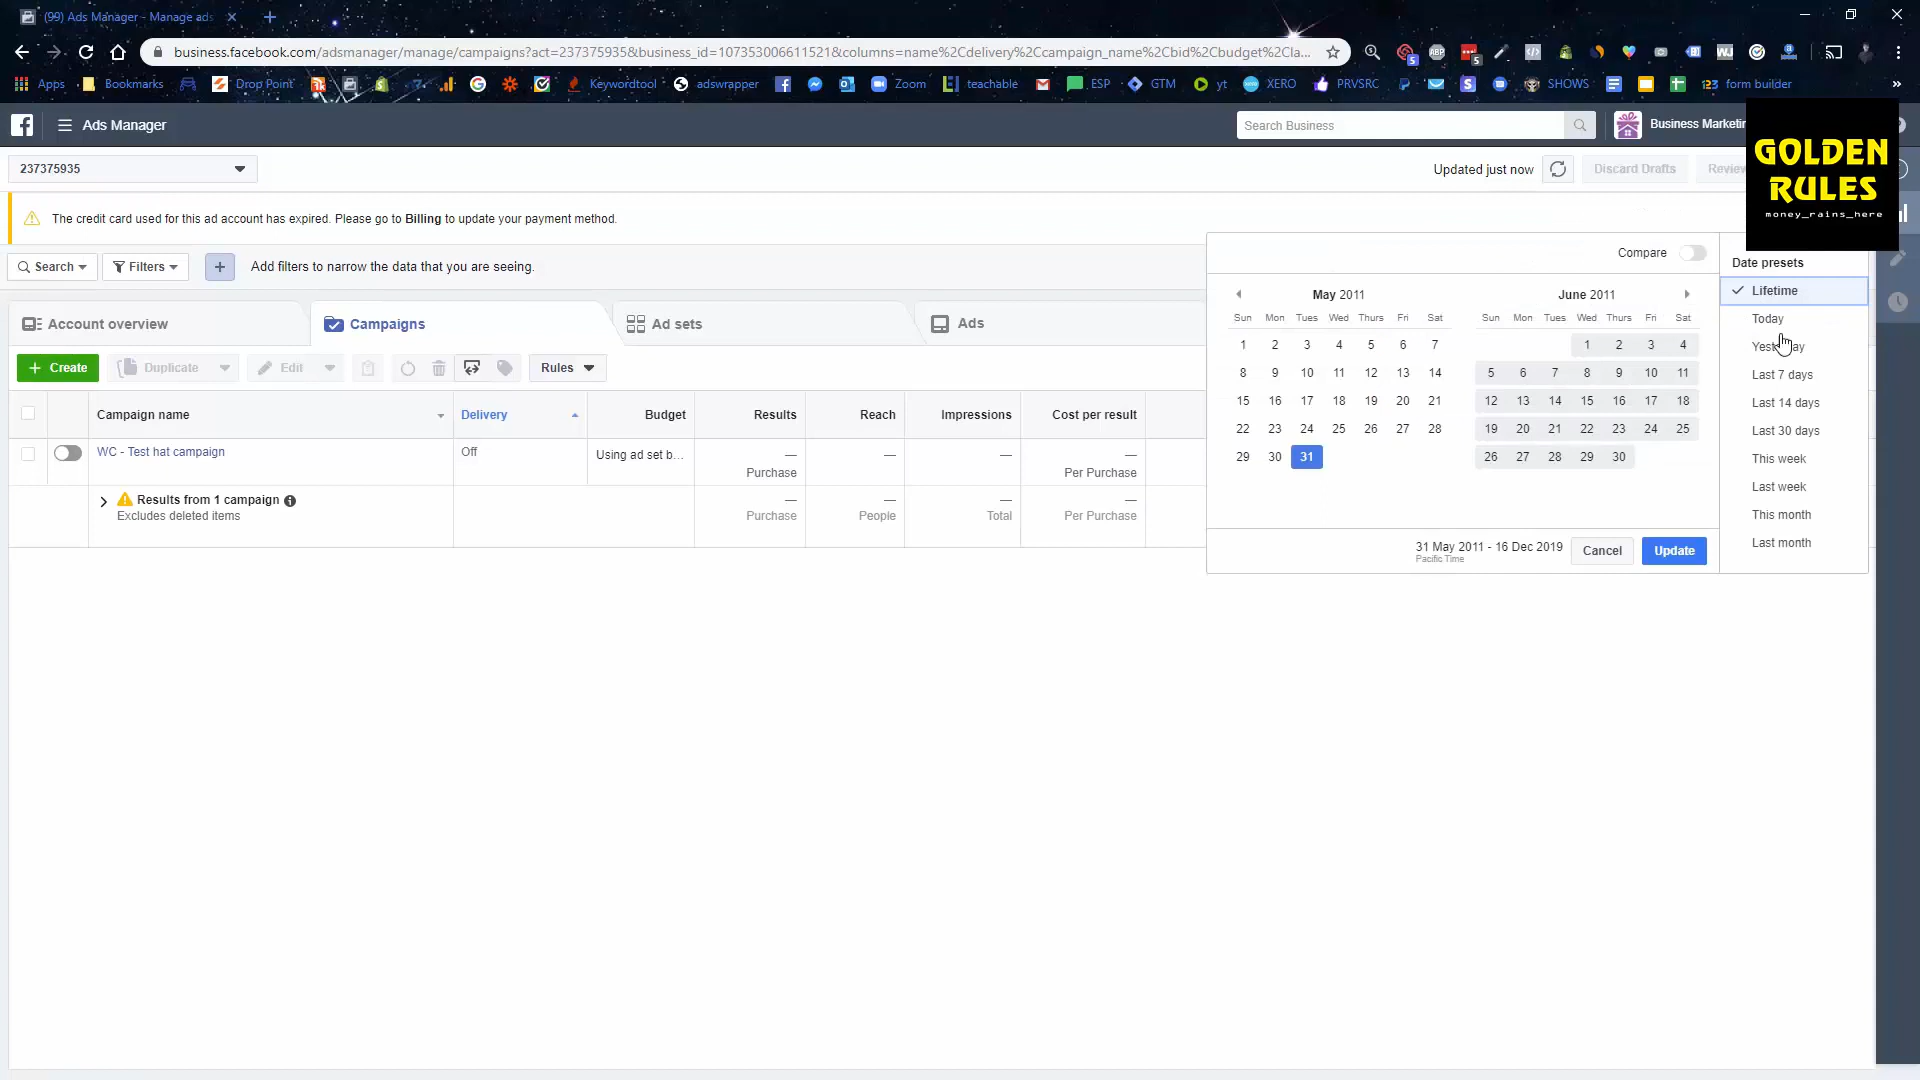 (99) Ads Manager - Manage ads
business.facebook.com/adsmanager/manage/campaigns?act=237375935&business_id=107353006611521&columns=name%2Cdelivery%2Ccampaign_name%2Cbid%2Cbudget%2Cla...
Apps Bookmarks Drop Point Keywordtool adswrapper Zoom teachable ESP GTM yt XERO PRVSRC SHOWS 123 form builder »
Ads Manager
Search Business
Business Marketin
GOLDEN
RULES
money_rains_here
237375935
Updated just now
Discard Drafts
Review
The credit card used for this ad account has expired. Please go to Billing to update your payment method.
Search
Filters
Add filters to narrow the data that you are seeing.
Compare
Date presets
Lifetime
Today
Last 7 days
Last 14 days
Last 30 days
This week
Last week
This month
Last month
May 2011
Sun Mon Tues Wed Thurs Fri Sat
1 2 3 4 5 6 7
8 9 10 11 12 13 14
15 16 17 18 19 20 21
22 23 24 25 26 27 28
29 30 31
June 2011
Sun Mon Tues Wed Thurs Fri Sat
1 2 3 4
5 6 7 8 9 10 11
12 13 14 15 16 17 18
19 20 21 22 23 24 25
26 27 28 29 30
31 May 2011 - 16 Dec 2019
Pacific Time
Cancel
Update
Account overview
Campaigns
Ad sets
Ads
+ Create
Duplicate
Edit
Rules
Campaign name Delivery Budget Results Reach Impressions Cost per result
WC - Test hat campaign Off Using ad set b... — — — —
Purchase Per Purchase
Results from 1 campaign — — — —
Excludes deleted items Purchase People Total Per Purchase